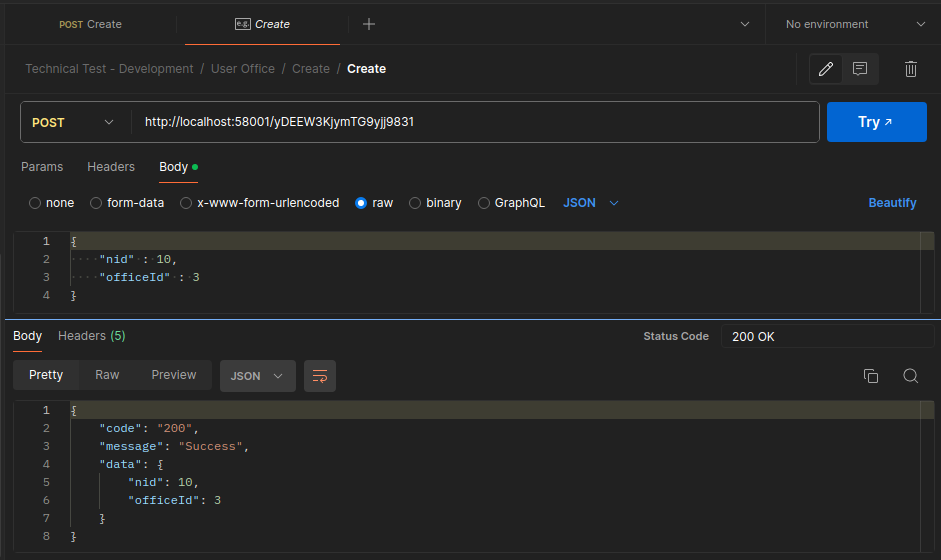 POST Create
e.g. Create
No environment
Technical Test - Development / User Office / Create / Create
POST
http://localhost:58001/yDEEW3KjymTG9yjj9831
Try ↗
Params Headers Body
none form-data x-www-form-urlencoded raw binary GraphQL JSON Beautify
1 {
2 ····"nid"·:·10,
3 ····"officeId"·:·3
4 }
Body Headers (5) Status Code 200 OK
Pretty Raw Preview JSON
1 {
2 "code": "200",
3 "message": "Success",
4 "data": {
5 "nid": 10,
6 "officeId": 3
7 }
8 }